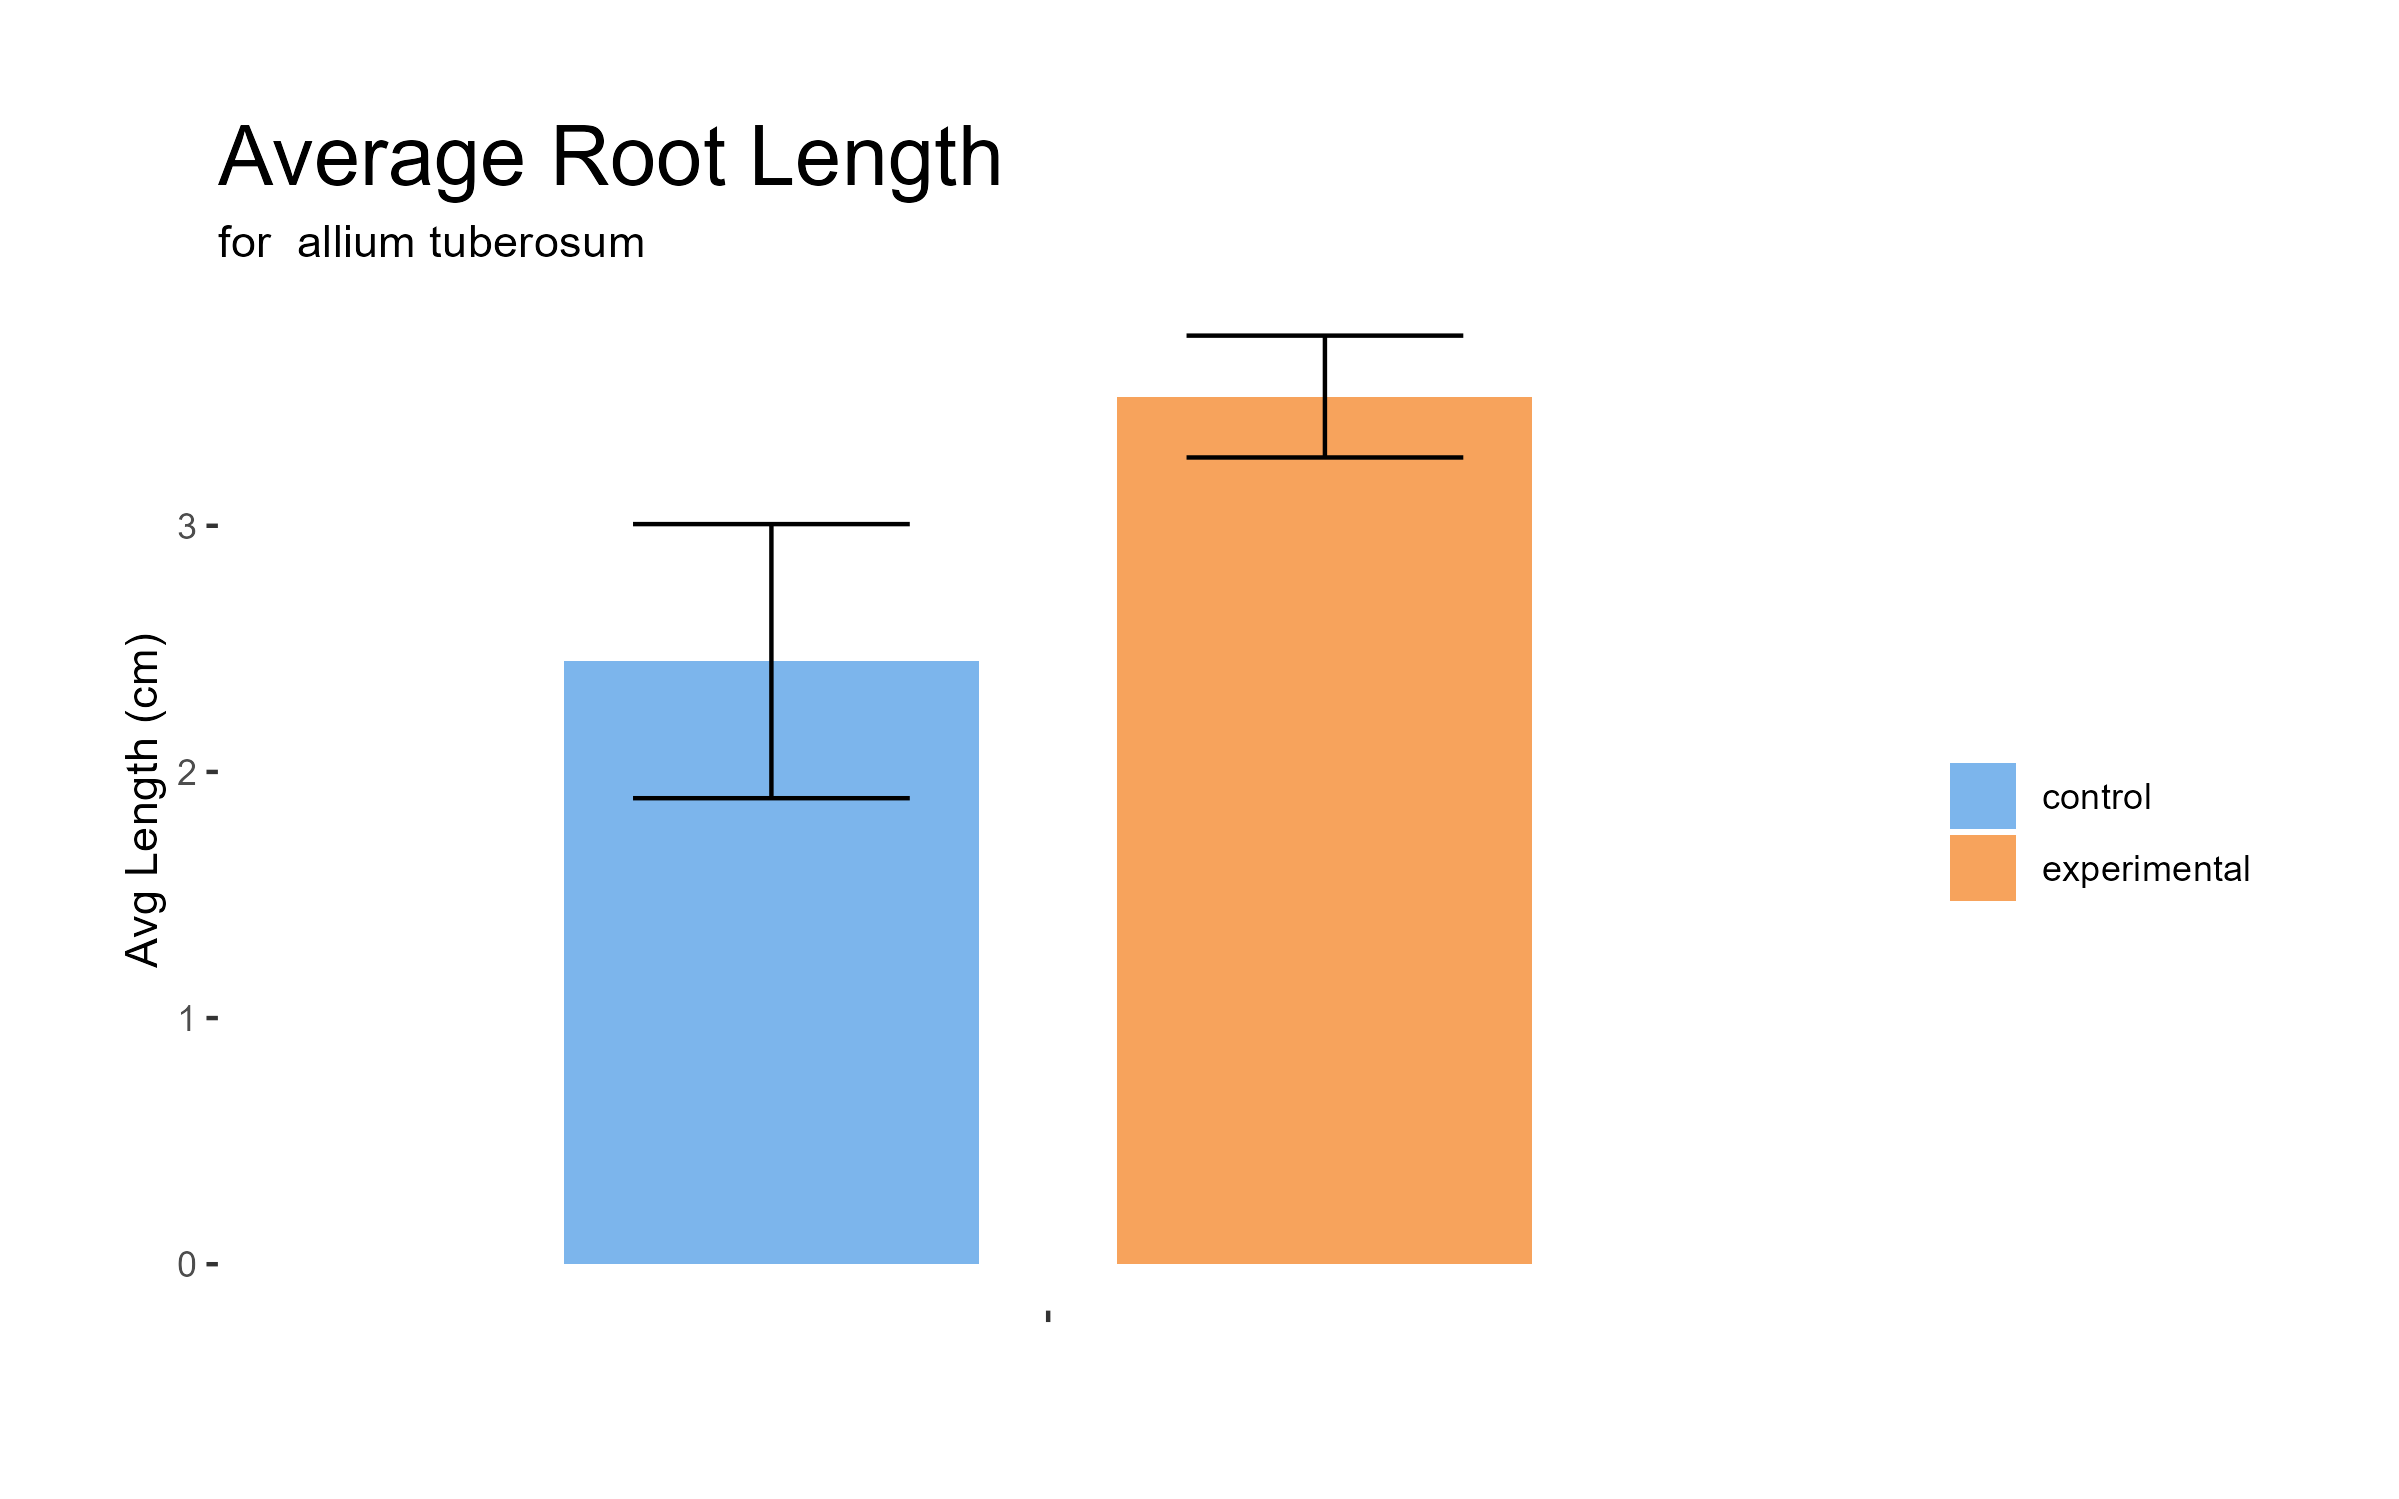 Average Root Length
for  allium tuberosum
Avg Length (cm)
3
2
1
0
control
experimental